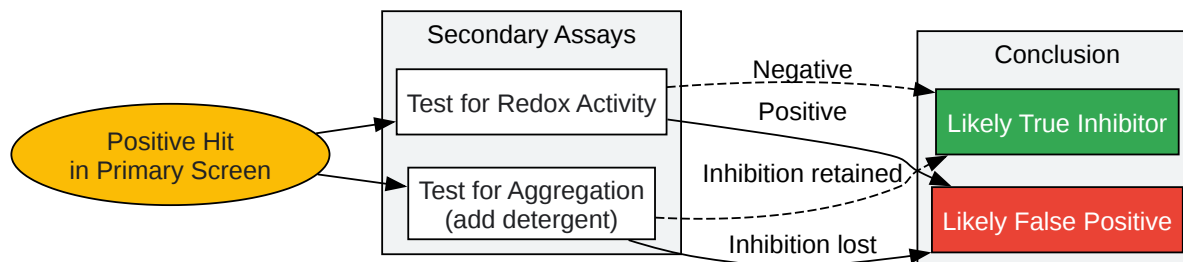 Positive Hit
in Primary Screen
Secondary Assays
Test for Redox Activity
Test for Aggregation
(add detergent)
Negative
Positive
Inhibition retained
Inhibition lost
Conclusion
Likely True Inhibitor
Likely False Positive